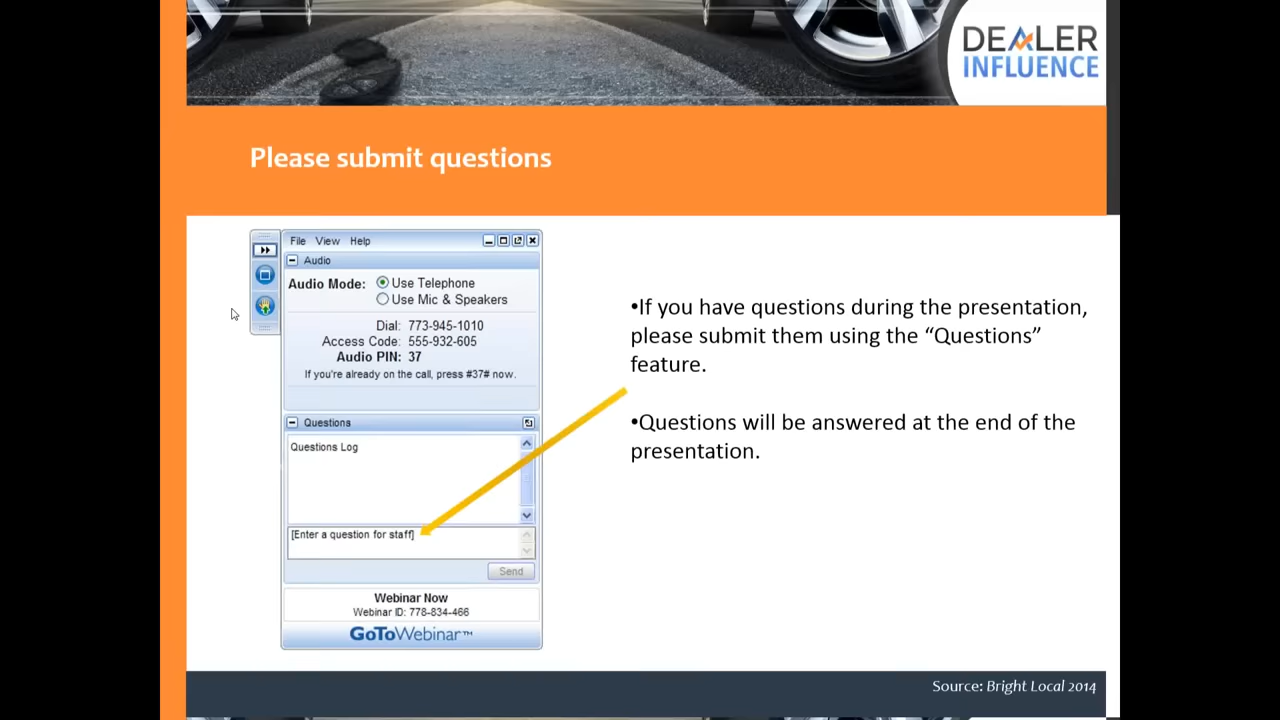 DEALER
INFLUENCE
Please submit questions
File View Help
Audio
Audio Mode: Use Telephone
Use Mic & Speakers
Dial: 773-945-1010
Access Code: 555-932-605
Audio PIN: 37
If you're already on the call, press #37# now.
Questions
Questions Log
[Enter a question for staff]
Send
Webinar Now
Webinar ID: 778-834-466
GoToWebinar™
•If you have questions during the presentation,
please submit them using the “Questions”
feature.
•Questions will be answered at the end of the
presentation.
Source: Bright Local 2014